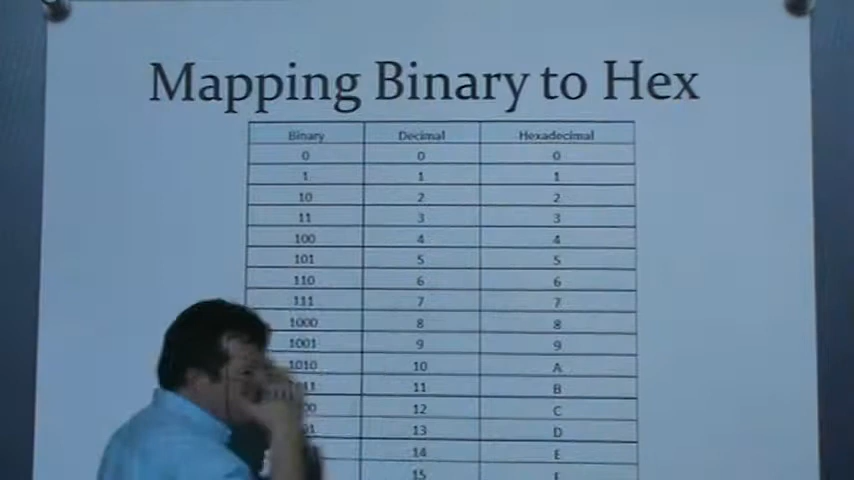 Mapping Binary to Hex
Binary Decimal Hexadecimal
0 0 0
1 1 1
10 2 2
11 3 3
100 4 4
101 5 5
110 6 6
111 7 7
1000 8 8
1001 9 9
1010 10 A
11 B
12 C
13 D
14 E
15